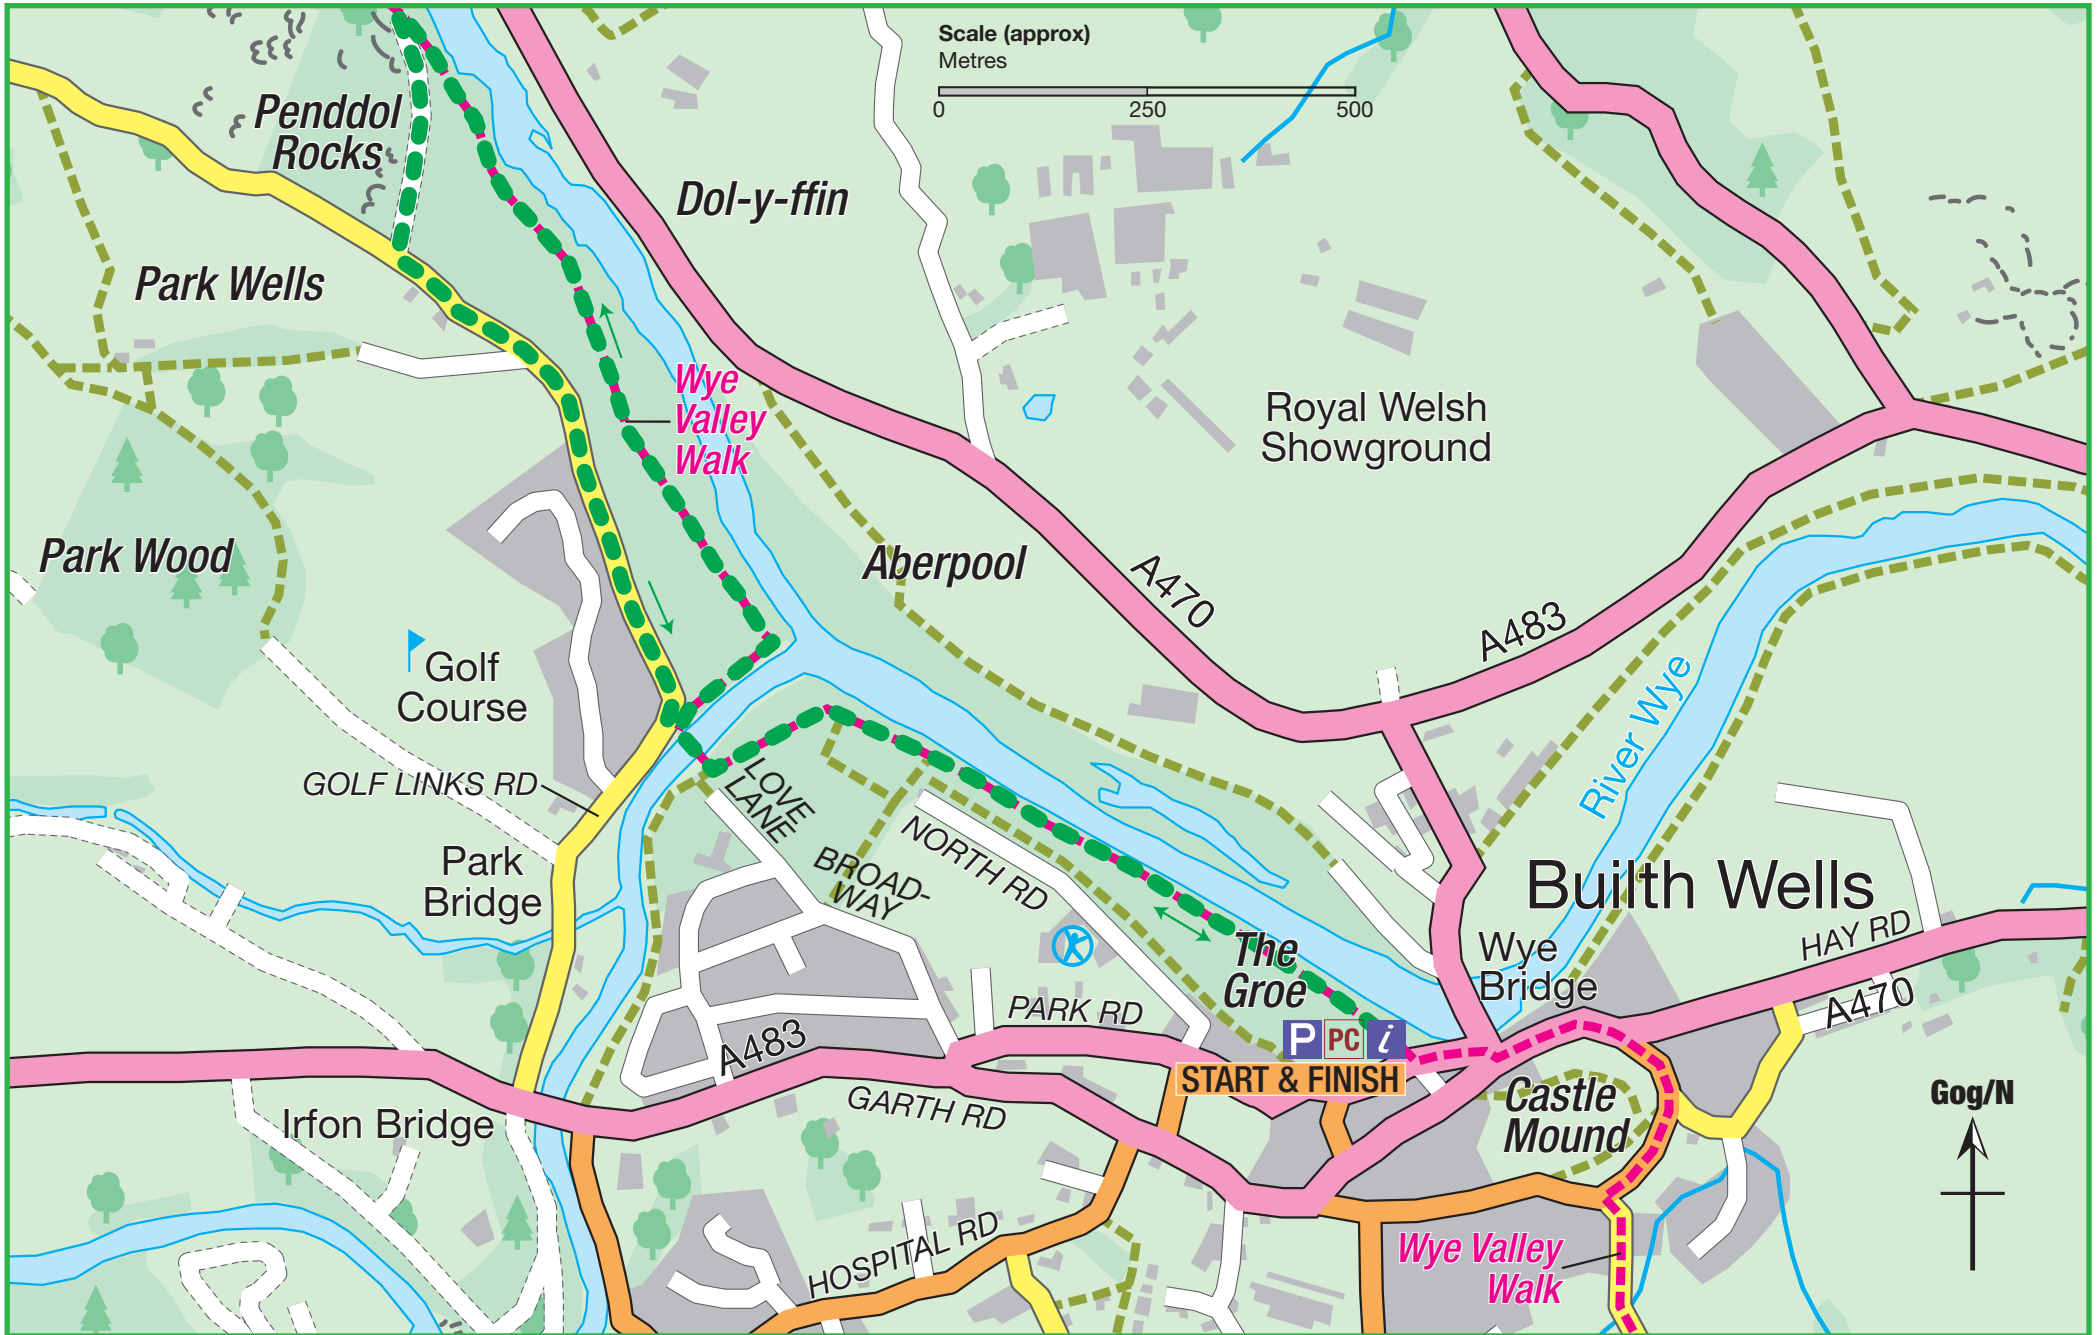 Scale (approx)
Metres
0 250 500
Penddol
Rocks
Dol-y-ffin
Park Wells
Wye
Valley
Walk
Royal Welsh
Showground
Park Wood
Aberpool
A470
A483
Golf
Course
River Wye
GOLF LINKS RD
LOVE
LANE
NORTH RD
Park
Bridge
BROAD-
WAY
Builth Wells
The
Groe
Wye
Bridge
HAY RD
A470
PARK RD
A483
P PC i
START & FINISH
GARTH RD
Irfon Bridge
Castle
Mound
Gog/N
HOSPITAL RD
Wye Valley
Walk